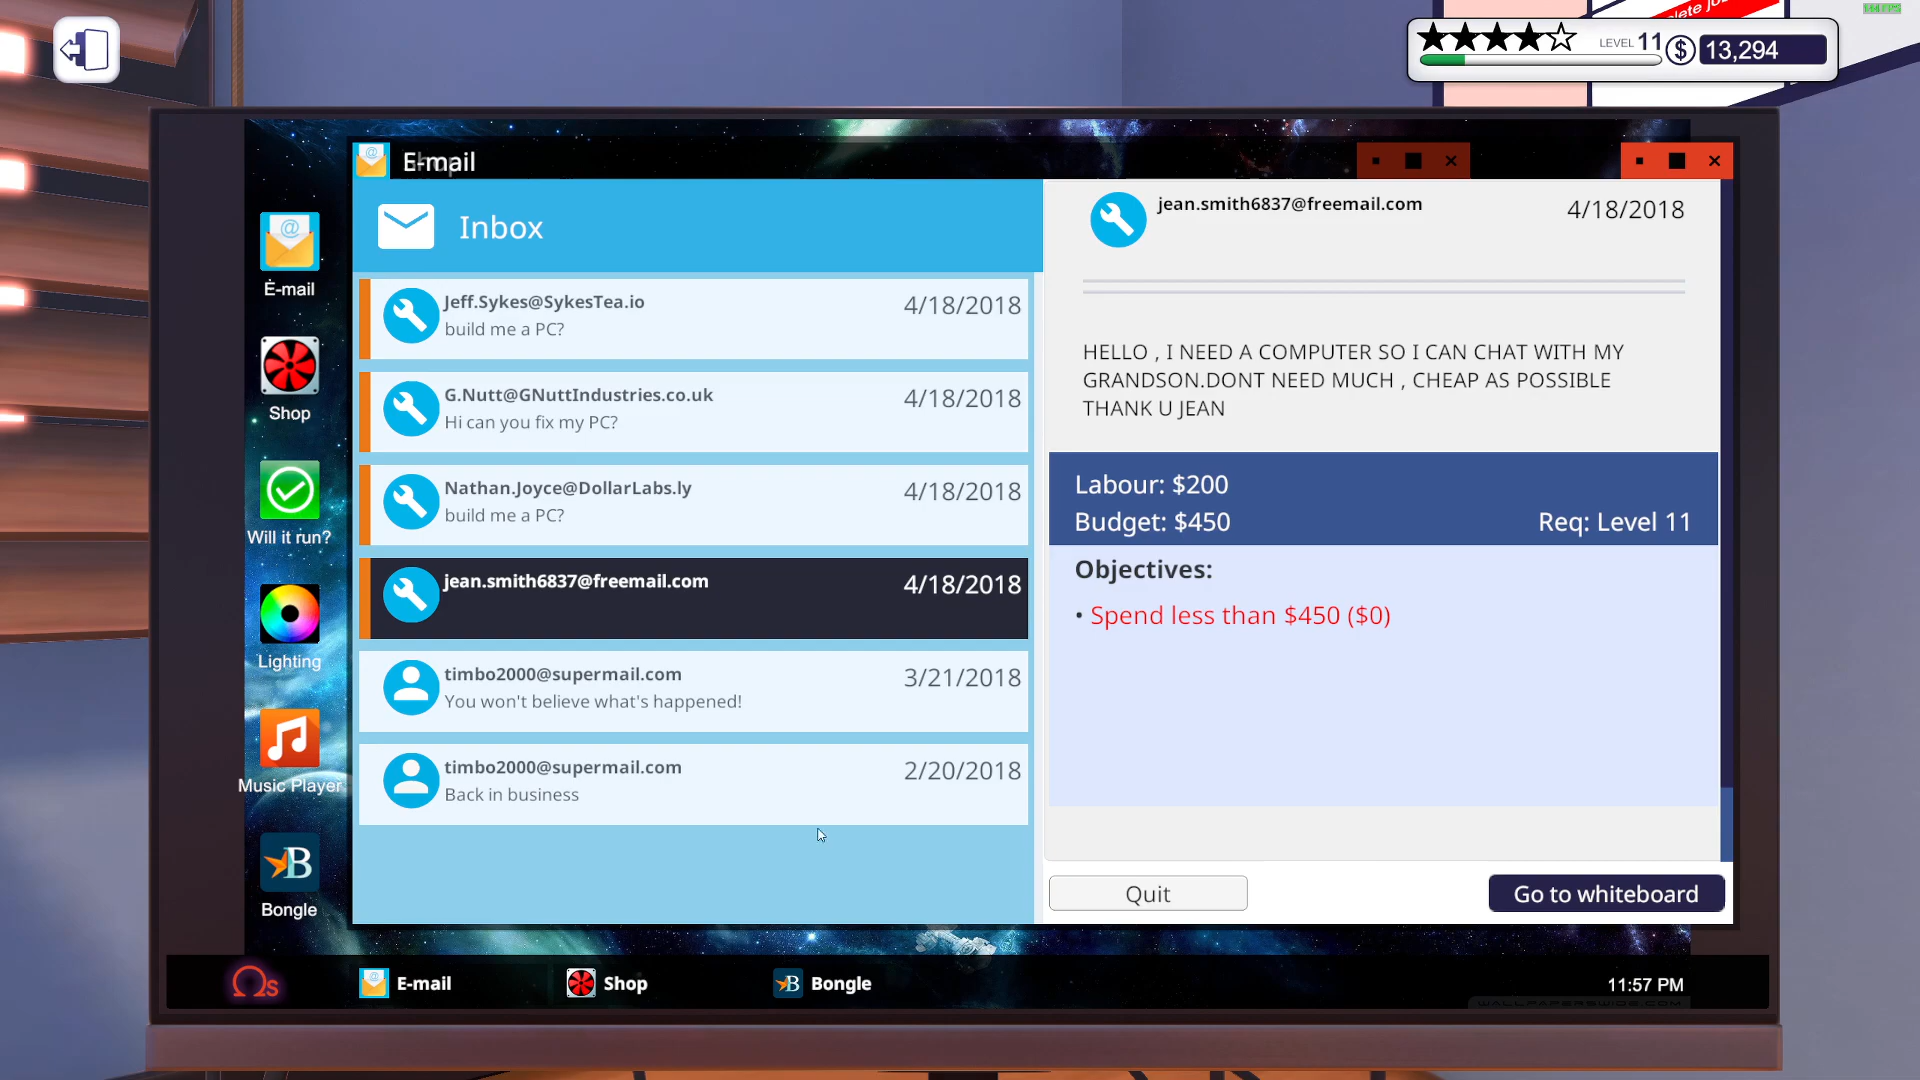 LEVEL 11
$ 13,294
E-mail
Inbox
Jeff.Sykes@SykesTea.io
4/18/2018
build me a PC?
G.Nutt@GNuttIndustries.co.uk
4/18/2018
Hi can you fix my PC?
Nathan.Joyce@DollarLabs.ly
4/18/2018
build me a PC?
jean.smith6837@freemail.com
4/18/2018
timbo2000@supermail.com
3/21/2018
You won't believe what's happened!
timbo2000@supermail.com
2/20/2018
Back in business
jean.smith6837@freemail.com
4/18/2018
HELLO , I NEED A COMPUTER SO I CAN CHAT WITH MY
GRANDSON.DONT NEED MUCH , CHEAP AS POSSIBLE
THANK U JEAN
Labour: $200
Budget: $450
Req: Level 11
Objectives:
• Spend less than $450 ($0)
Quit
Go to whiteboard
E-mail
Shop
Will it run?
Lighting
Music Player
B
Bongle
Ωs
E-mail
Shop
B
Bongle
11:57 PM